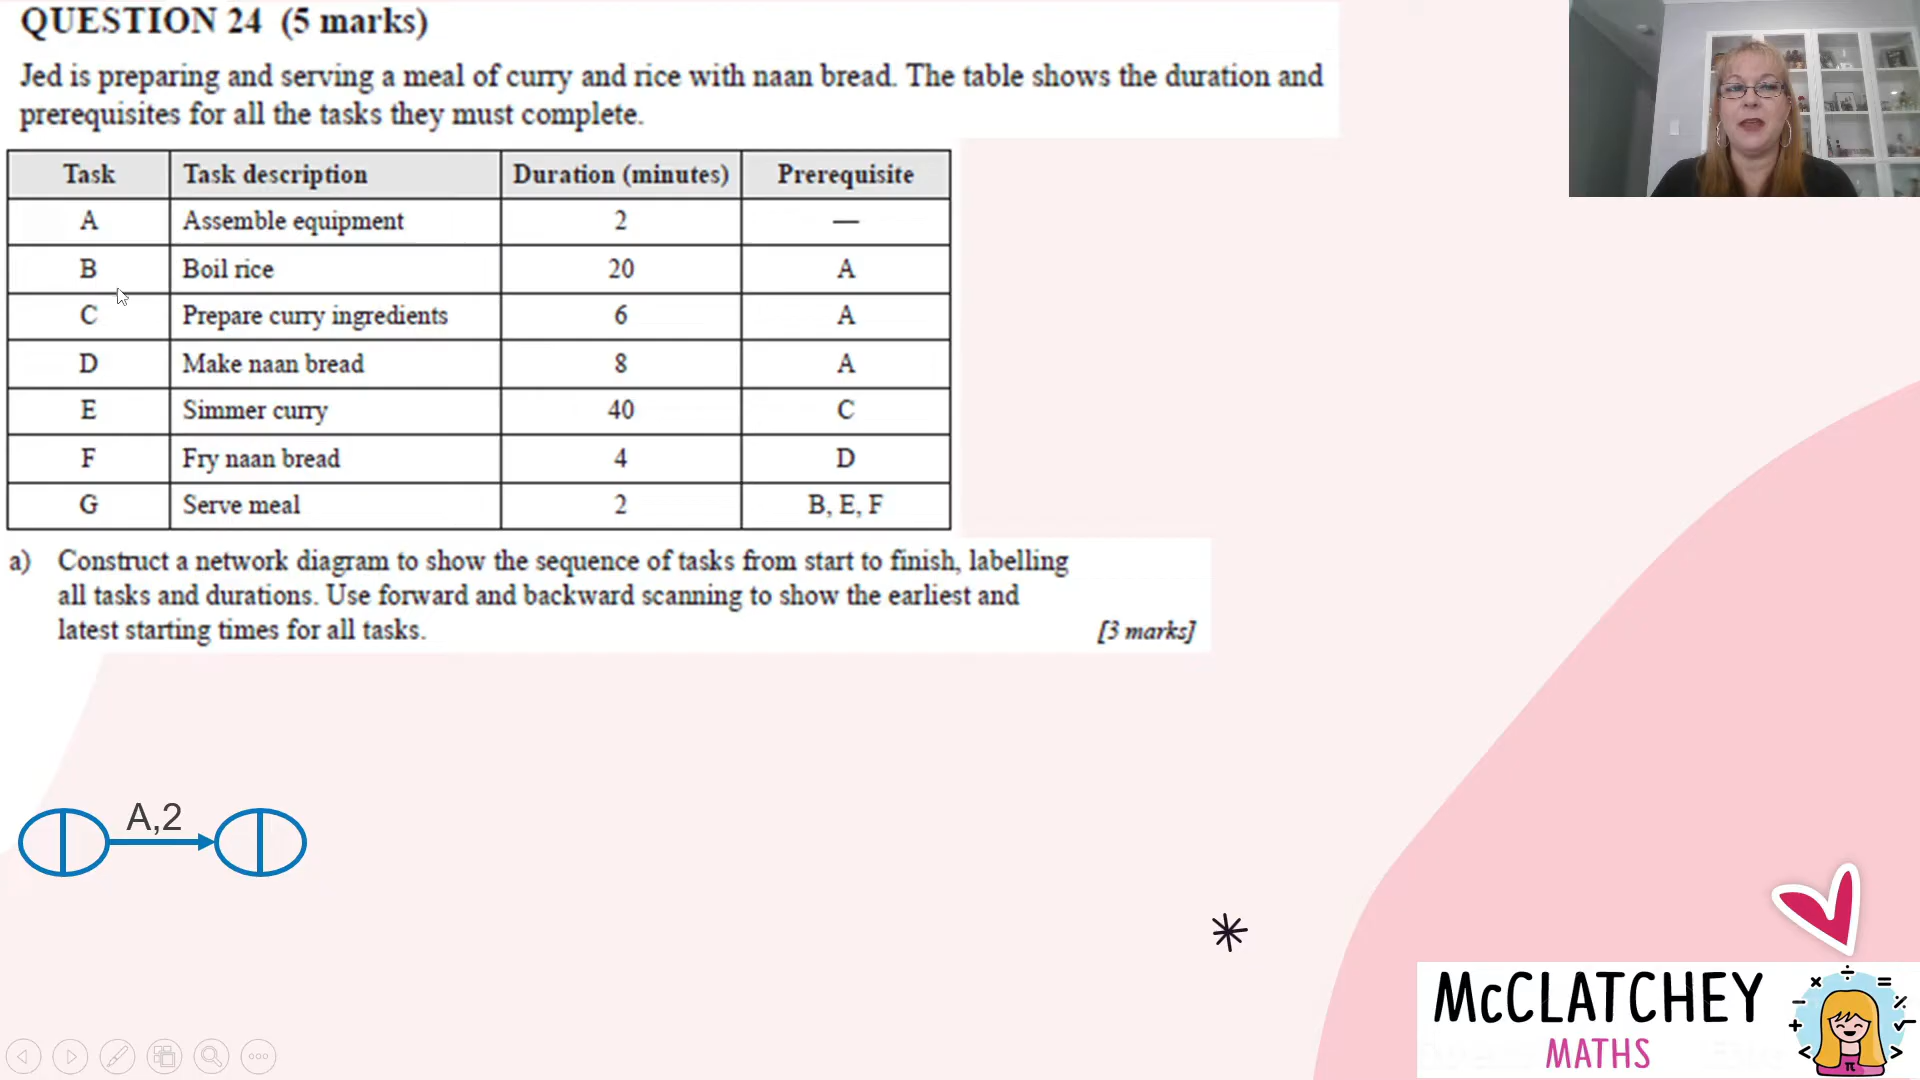 QUESTION 24 (5 marks)
Jed is preparing and serving a meal of curry and rice with naan bread. The table shows the duration and
prerequisites for all the tasks they must complete.
Task Task description Duration (minutes) Prerequisite
A Assemble equipment 2 —
B Boil rice 20 A
C Prepare curry ingredients 6 A
D Make naan bread 8 A
E Simmer curry 40 C
F Fry naan bread 4 D
G Serve meal 2 B, E, F
a) Construct a network diagram to show the sequence of tasks from start to finish, labelling
all tasks and durations. Use forward and backward scanning to show the earliest and
latest starting times for all tasks. [3 marks]
A,2
McCLATCHEY
MATHS